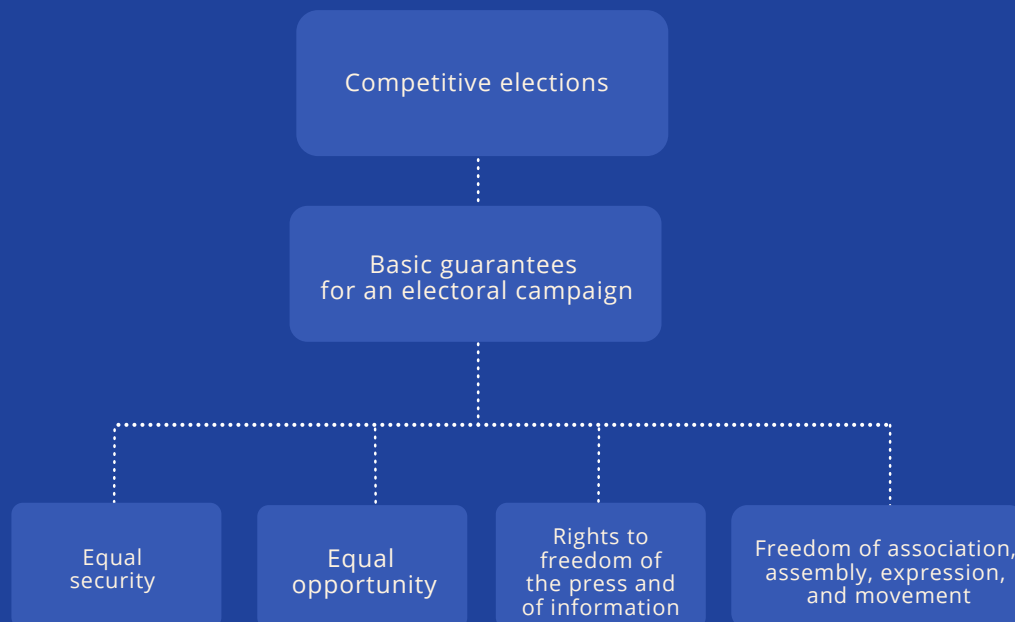 Competitive elections
Basic guarantees
for an electoral campaign
Equal
security
Equal
opportunity
Rights to
freedom of
the press and
of information
Freedom of association,
assembly, expression,
and movement